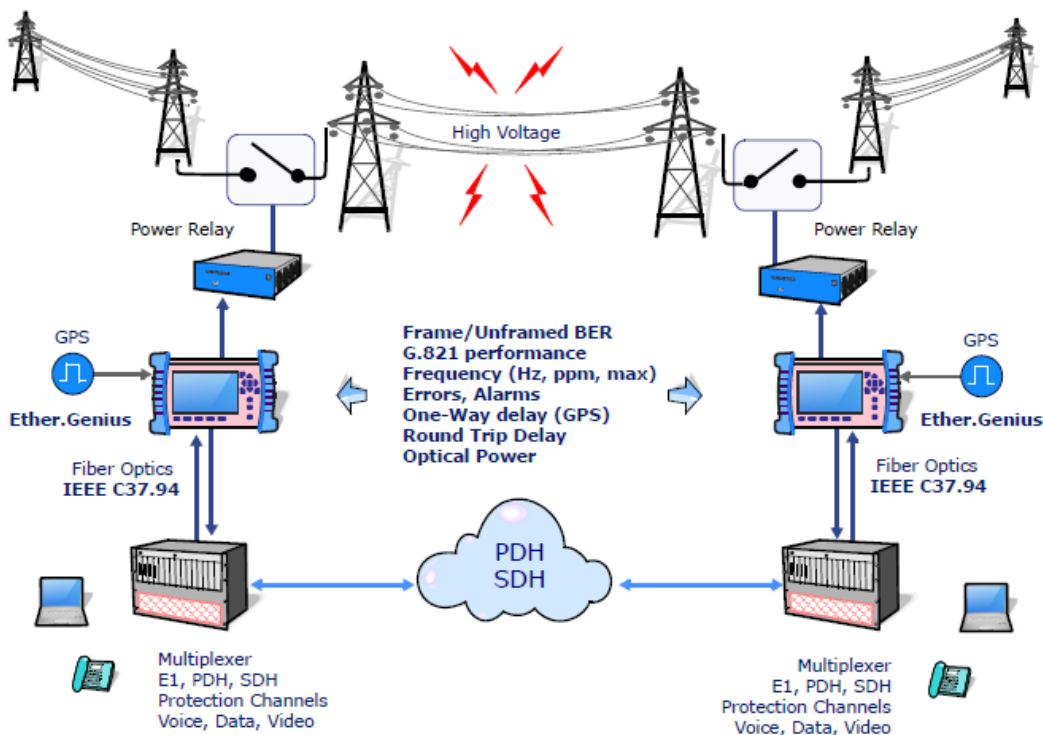 High Voltage
Power Relay
Power Relay
GPS
Ether.Genius
Frame/Unframed BER
G.821 performance
Frequency (Hz, ppm, max)
Errors, Alarms
One-Way delay (GPS)
Round Trip Delay
Optical Power
GPS
Ether.Genius
Fiber Optics
IEEE C37.94
Fiber Optics
IEEE C37.94
PDH
SDH
Multiplexer
E1, PDH, SDH
Protection Channels
Voice, Data, Video
Multiplexer
E1, PDH, SDH
Protection Channels
Voice, Data, Video